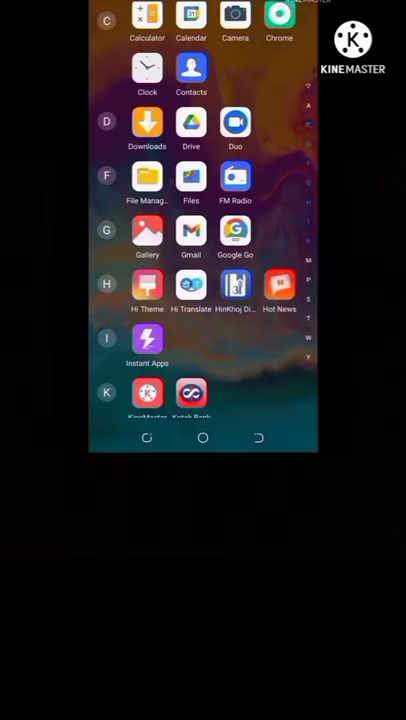 K
KINEMASTER
C
Calculator Calendar Camera Chrome
Clock Contacts
D
Downloads Drive Duo
F
File Manag... Files FM Radio
G
GO
Gallery Gmail Google Go
H
Hi Theme Hi Translate HinKhoj Di... Hot News
I
Instant Apps
K
KineMaster Kotak Bank
A
M
P
S
T
W
Y